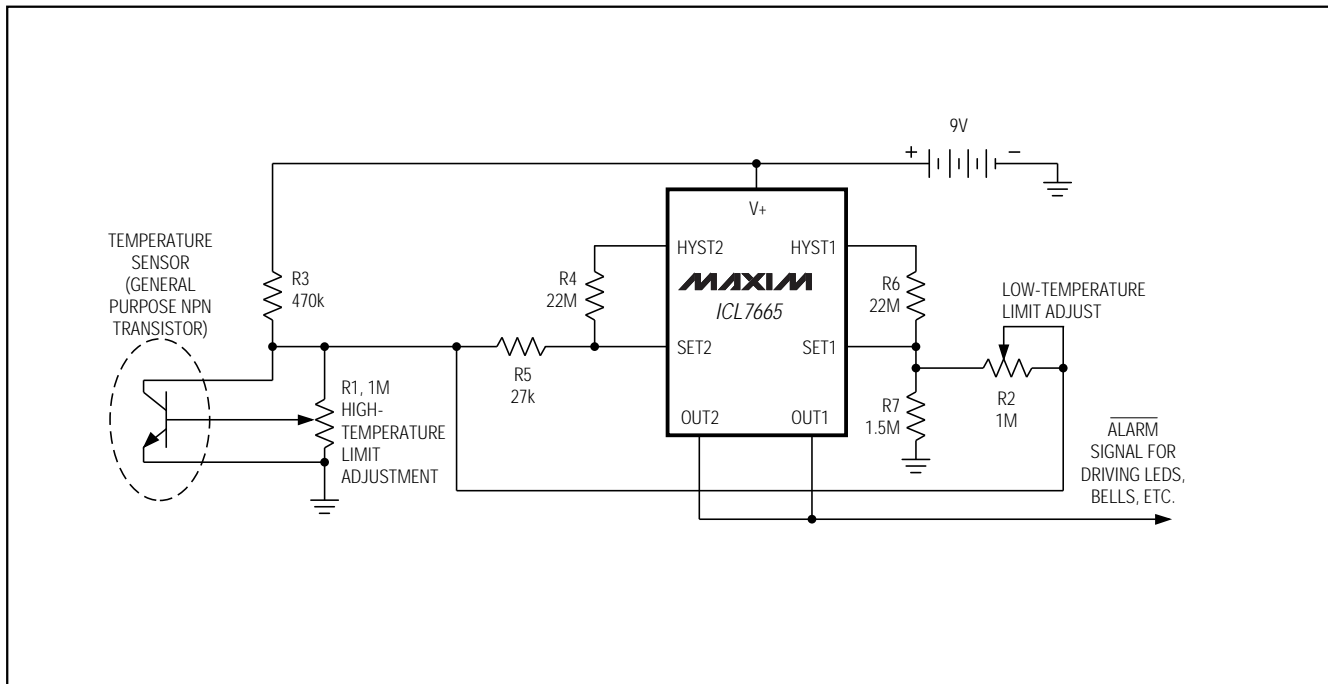 9V
+
−
V+
TEMPERATURE
SENSOR
(GENERAL
PURPOSE NPN
TRANSISTOR)
R3
470k
R4
22M
HYST2
HYST1
MAXIM
ICL7665
R6
22M
LOW-TEMPERATURE
LIMIT ADJUST
SET2
SET1
R5
27k
R1, 1M
HIGH-
TEMPERATURE
LIMIT
ADJUSTMENT
R7
1.5M
R2
1M
OUT2
OUT1
ALARM
SIGNAL FOR
DRIVING LEDS,
BELLS, ETC.